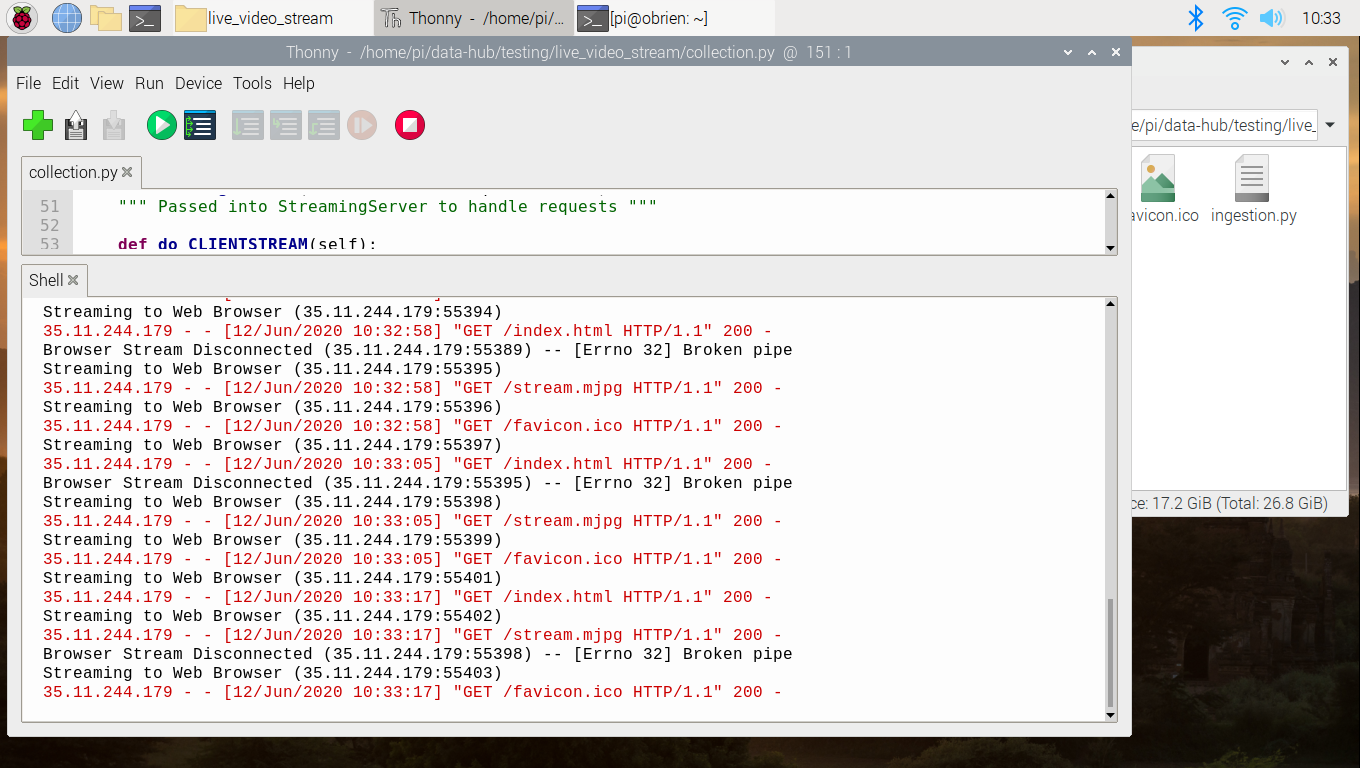 live_video_stream
Thonny - /home/pi/...
[pi@obrien: ~]
10:33
Thonny - /home/pi/data-hub/testing/live_video_stream/collection.py @ 151 : 1
File Edit View Run Device Tools Help
e/pi/data-hub/testing/live_
collection.py
51 """ Passed into StreamingServer to handle requests """
52
53 def do_CLIENTSTREAM(self):
avicon.ico
ingestion.py
Shell
Streaming to Web Browser (35.11.244.179:55394)
35.11.244.179 - - [12/Jun/2020 10:32:58] "GET /index.html HTTP/1.1" 200 -
Browser Stream Disconnected (35.11.244.179:55389) -- [Errno 32] Broken pipe
Streaming to Web Browser (35.11.244.179:55395)
35.11.244.179 - - [12/Jun/2020 10:32:58] "GET /stream.mjpg HTTP/1.1" 200 -
Streaming to Web Browser (35.11.244.179:55396)
35.11.244.179 - - [12/Jun/2020 10:32:58] "GET /favicon.ico HTTP/1.1" 200 -
Streaming to Web Browser (35.11.244.179:55397)
35.11.244.179 - - [12/Jun/2020 10:33:05] "GET /index.html HTTP/1.1" 200 -
Browser Stream Disconnected (35.11.244.179:55395) -- [Errno 32] Broken pipe
Streaming to Web Browser (35.11.244.179:55398)
35.11.244.179 - - [12/Jun/2020 10:33:05] "GET /stream.mjpg HTTP/1.1" 200 -
Streaming to Web Browser (35.11.244.179:55399)
35.11.244.179 - - [12/Jun/2020 10:33:05] "GET /favicon.ico HTTP/1.1" 200 -
Streaming to Web Browser (35.11.244.179:55401)
35.11.244.179 - - [12/Jun/2020 10:33:17] "GET /index.html HTTP/1.1" 200 -
Streaming to Web Browser (35.11.244.179:55402)
35.11.244.179 - - [12/Jun/2020 10:33:17] "GET /stream.mjpg HTTP/1.1" 200 -
Browser Stream Disconnected (35.11.244.179:55398) -- [Errno 32] Broken pipe
Streaming to Web Browser (35.11.244.179:55403)
35.11.244.179 - - [12/Jun/2020 10:33:17] "GET /favicon.ico HTTP/1.1" 200 -
ce: 17.2 GiB (Total: 26.8 GiB)